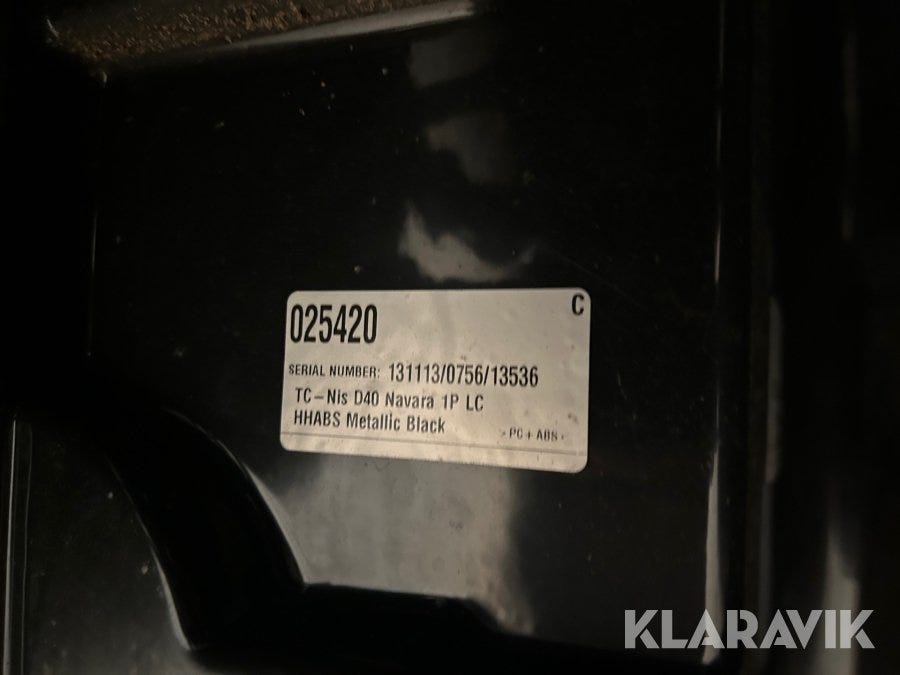 025420
C
SERIAL NUMBER: 131113/0756/13536
TC-Nis D40 Navara 1P LC
HHABS Metallic Black
>PC+ABS<
KLARAVIK